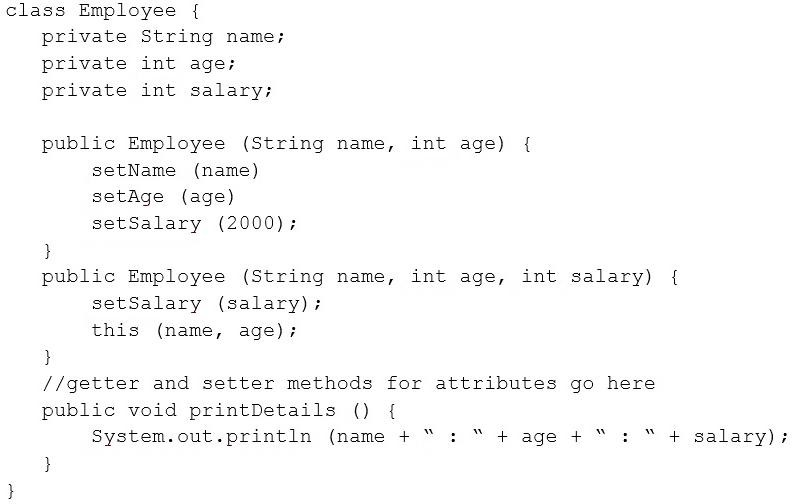 class Employee {
private String name;
private int age;
private int salary;
public Employee (String name, int age) {
setName (name)
setAge (age)
setSalary (2000);
}
public Employee (String name, int age, int salary) {
setSalary (salary);
this (name, age);
}
//getter and setter methods for attributes go here
public void printDetails () {
System.out.println (name + “ : “ + age + “ : “ + salary);
}
}